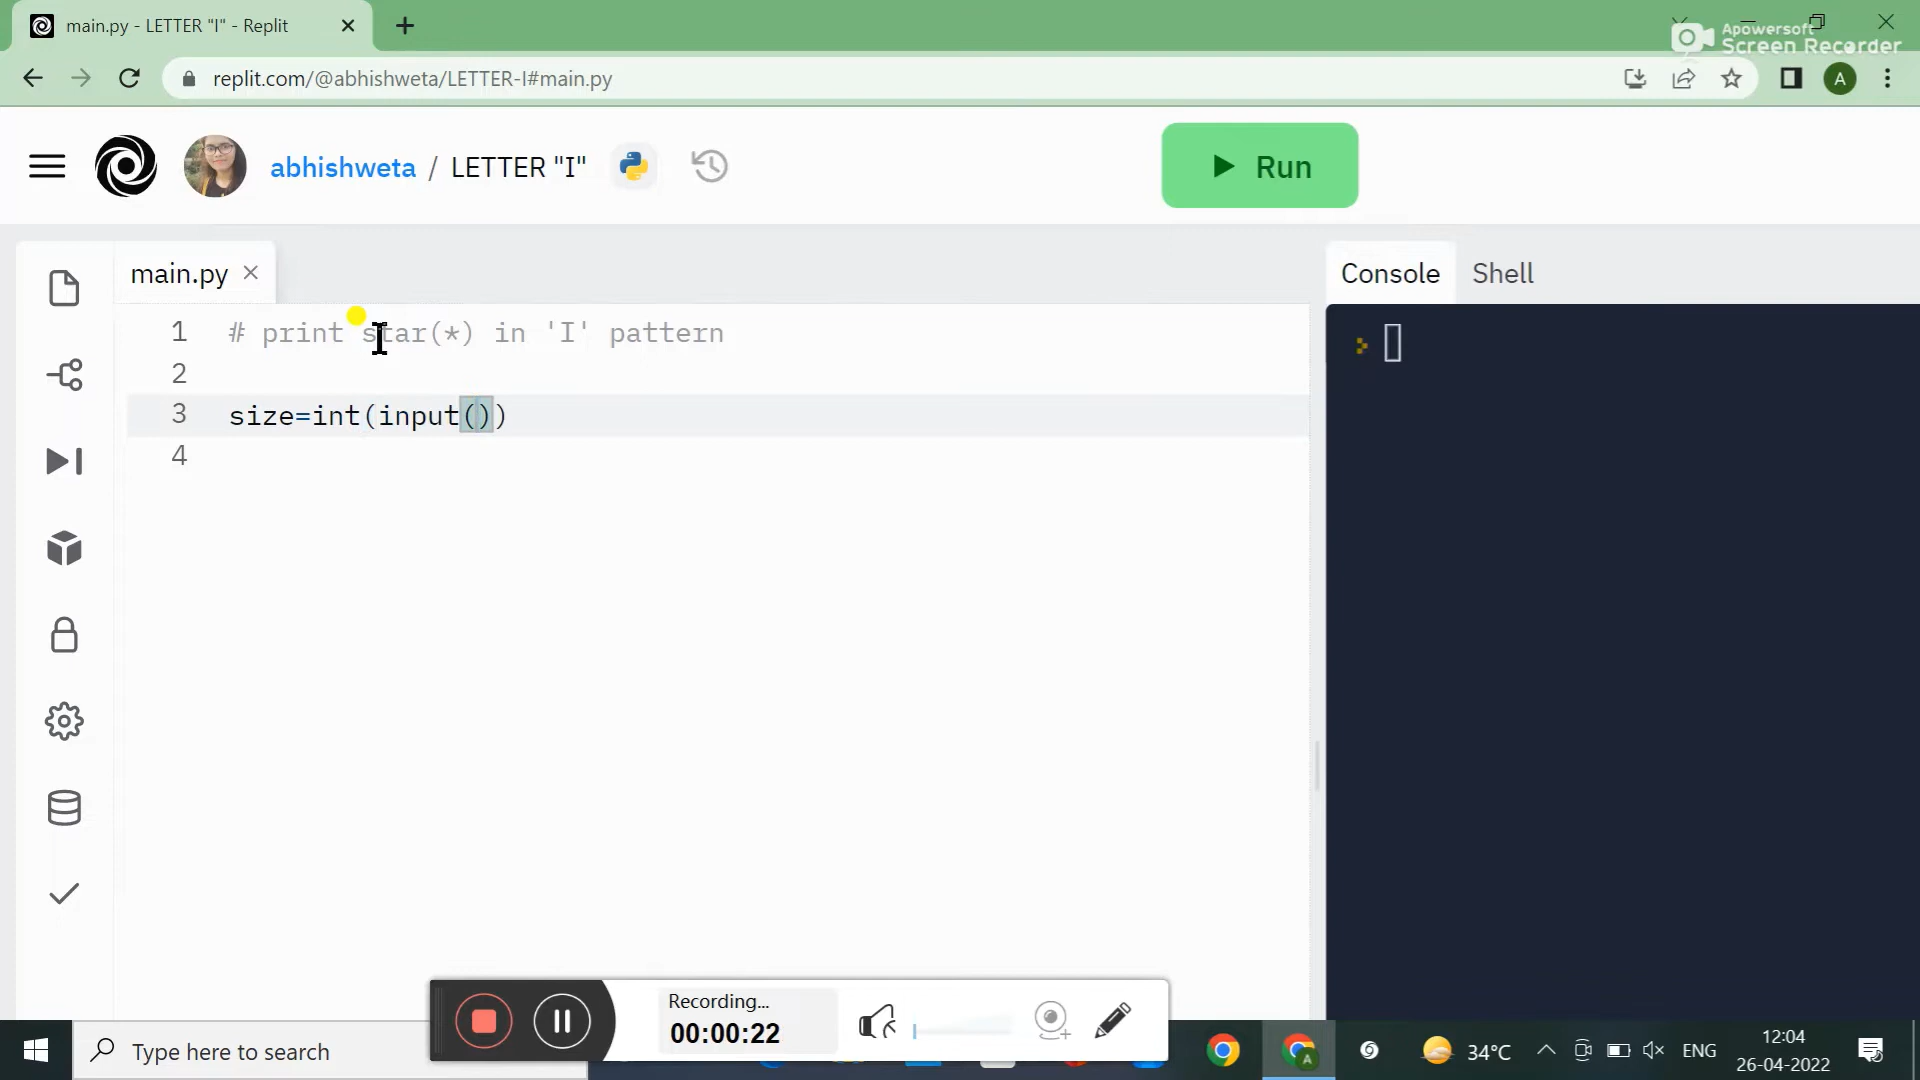 main.py - LETTER "I" - Replit
Apowersoft
Screen Recorder
replit.com/@abhishweta/LETTER-I#main.py
A
abhishweta / LETTER "I"
Run
main.py
Console
Shell
1 # print star(*) in 'I' pattern
2
3 size=int(input())
4
Recording...
00:00:22
Type here to search
A
34°C
ENG
12:04
26-04-2022